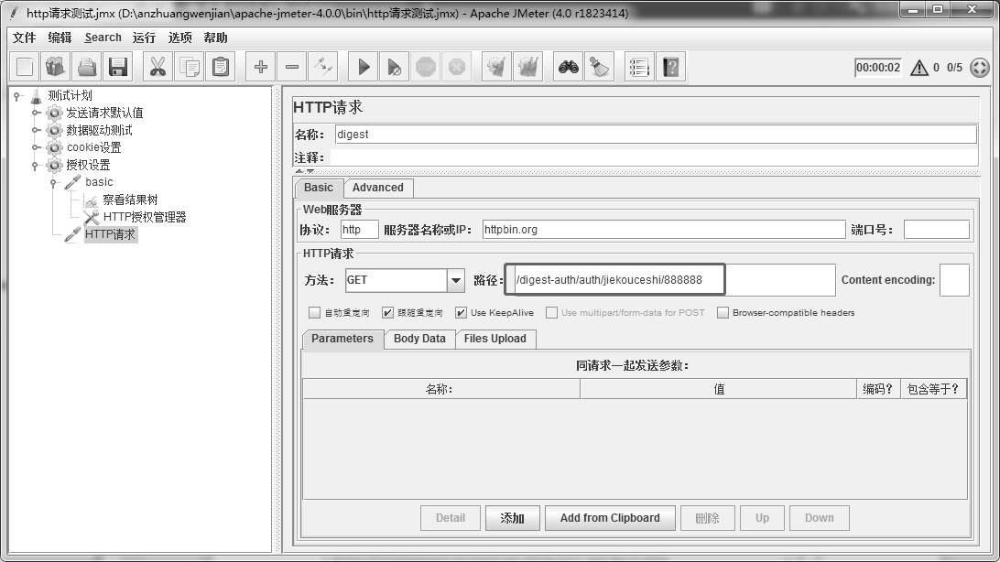 http请求测试.jmx (D:\anzhuangwenjian\apache-jmeter-4.0.0\bin\http请求测试.jmx) - Apache JMeter (4.0 r1823414)
文件 编辑 Search 运行 选项 帮助
STOP 00:00:02 0 0/5
测试计划
发送请求默认值
数据驱动测试
cookie设置
授权设置
basic
察看结果树
HTTP授权管理器
HTTP请求
HTTP请求
名称: digest
注释:
Basic Advanced
Web服务器
协议: http 服务器名称或IP: httpbin.org 端口号:
HTTP请求
方法: GET 路径: /digest-auth/auth/jiekouceshi/888888 Content encoding:
自动重定向 跟随重定向 Use KeepAlive Use multipart/form-data for POST Browser-compatible headers
Parameters Body Data Files Upload
同请求一起发送参数:
名称: 值 编码? 包含等于?
Detail 添加 Add from Clipboard 删除 Up Down